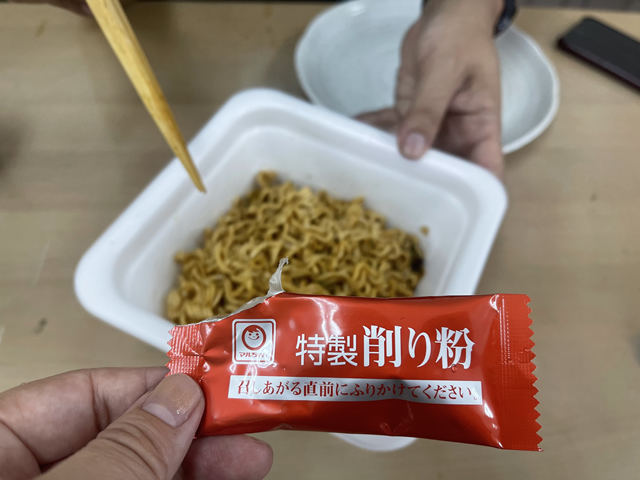 マルちゃん
特製削り粉
召しあがる直前にふりかけてください。